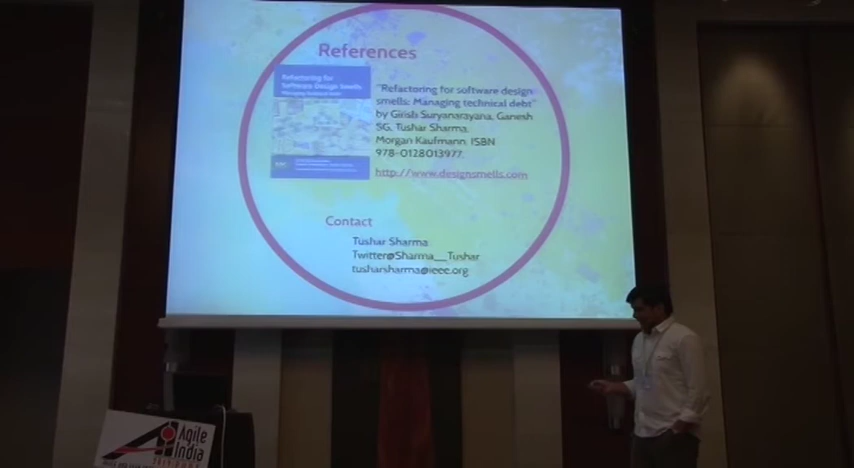 References
Refactoring for
Software Design Smells
"Refactoring for software design
smells: Managing technical debt"
by Girish Suryanarayana, Ganesh
SG, Tushar Sharma,
Morgan Kaufmann, ISBN
978-0128013977,
http://www.designsmells.com
Contact
Tushar Sharma
Twitter@Sharma__Tushar
tusharsharma@ieee.org
Agile
India